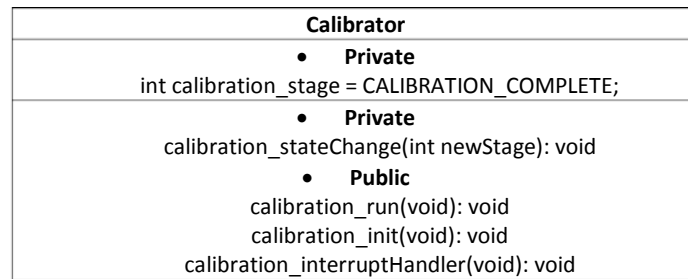 Calibrator
• Private
int calibration_stage = CALIBRATION_COMPLETE;
• Private
calibration_stateChange(int newStage): void
• Public
calibration_run(void): void
calibration_init(void): void
calibration_interruptHandler(void): void